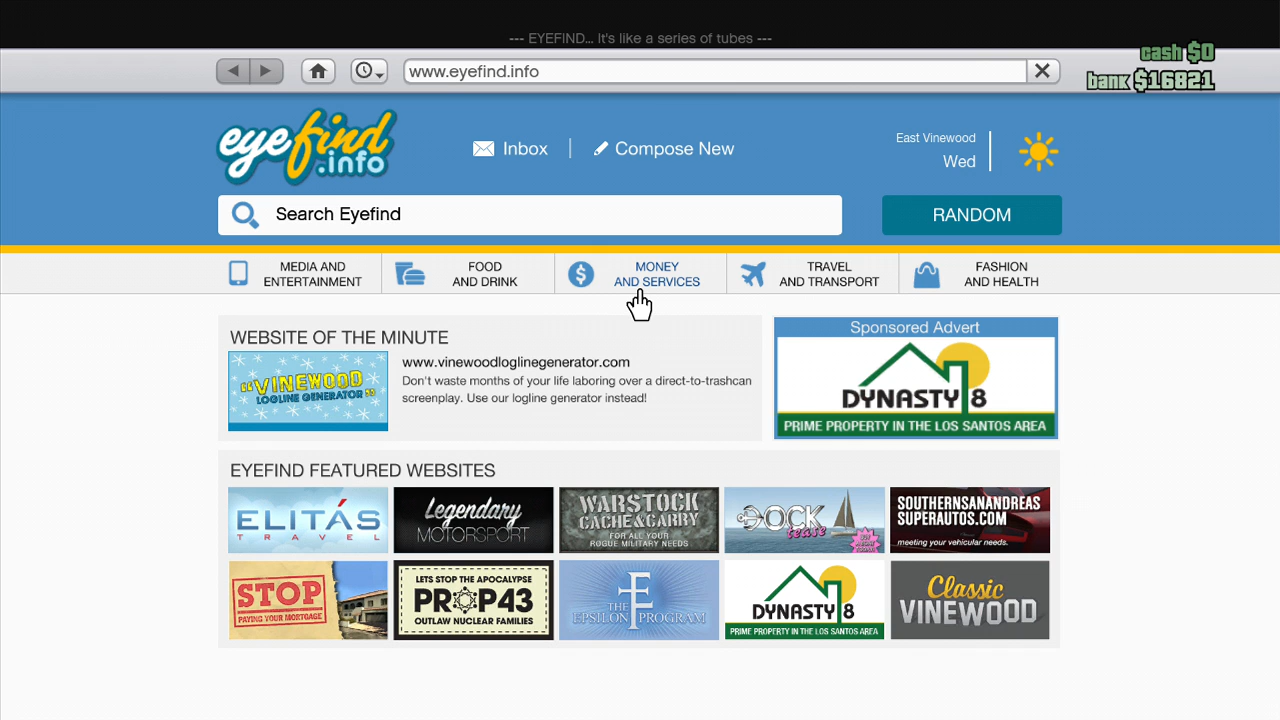 --- EYEFIND... It's like a series of tubes ---
www.eyefind.info
cash $0
bank $16821
eyefind
.info
Inbox
Compose New
East Vinewood
Wed
Search Eyefind
RANDOM
MEDIA AND
ENTERTAINMENT
FOOD
AND DRINK
MONEY
AND SERVICES
TRAVEL
AND TRANSPORT
FASHION
AND HEALTH
WEBSITE OF THE MINUTE
"VINEWOOD
LOGLINE GENERATOR"
www.vinewoodloglinegenerator.com
Don't waste months of your life laboring over a direct-to-trashcan
screenplay. Use our logline generator instead!
Sponsored Advert
DYNASTY 8
PRIME PROPERTY IN THE LOS SANTOS AREA
EYEFIND FEATURED WEBSITES
ELITÁS
TRAVEL
Legendary
MOTORSPORT
WARSTOCK
CACHE & CARRY
FOR ALL YOUR
ROGUE MILITARY NEEDS
DOCK
tease
SOUTHERNSANANDREAS
SUPERAUTOS.COM
meeting your vehicular needs.
STOP
PAYING YOUR MORTGAGE
LETS STOP THE APOCALYPSE
PROP43
OUTLAW NUCLEAR FAMILIES
THE
EPSILON PROGRAM
DYNASTY 8
PRIME PROPERTY IN THE LOS SANTOS AREA
Classic
VINEWOOD